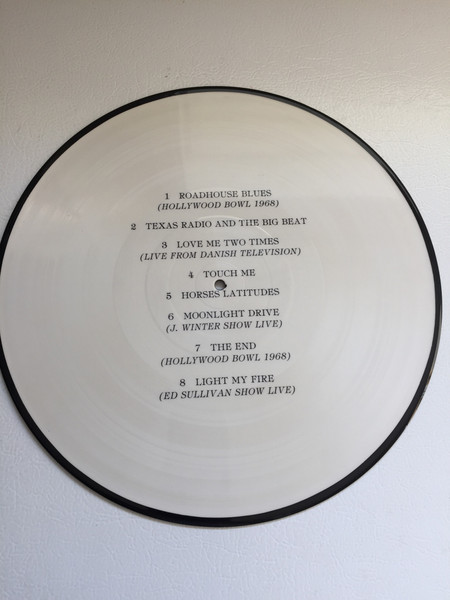 1 ROADHOUSE BLUES
(HOLLYWOOD BOWL 1968)
2 TEXAS RADIO AND THE BIG BEAT
3 LOVE ME TWO TIMES
(LIVE FROM DANISH TELEVISION)
4 TOUCH ME
5 HORSES LATITUDES
6 MOONLIGHT DRIVE
(J. WINTER SHOW LIVE)
7 THE END
(HOLLYWOOD BOWL 1968)
8 LIGHT MY FIRE
(ED SULLIVAN SHOW LIVE)